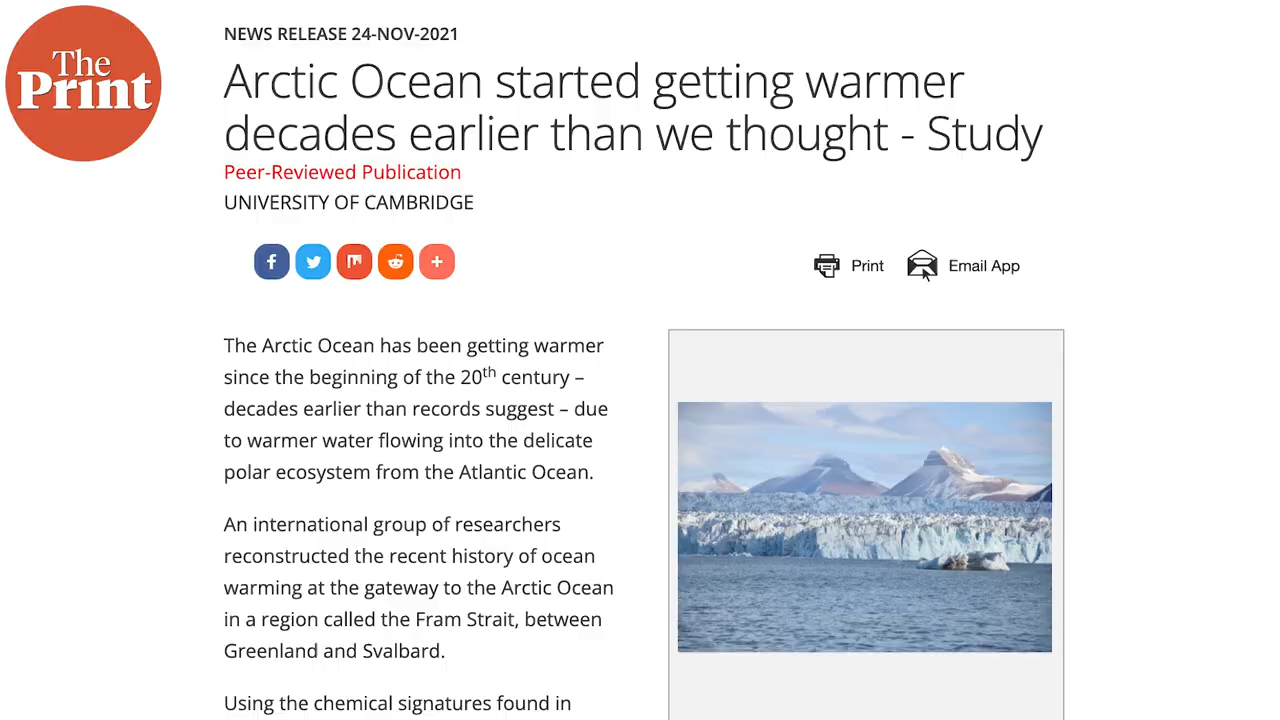 The
Print
NEWS RELEASE 24-NOV-2021
Arctic Ocean started getting warmer
decades earlier than we thought - Study
Peer-Reviewed Publication
UNIVERSITY OF CAMBRIDGE
Print Email App
The Arctic Ocean has been getting warmer
since the beginning of the 20th century –
decades earlier than records suggest – due
to warmer water flowing into the delicate
polar ecosystem from the Atlantic Ocean.
An international group of researchers
reconstructed the recent history of ocean
warming at the gateway to the Arctic Ocean
in a region called the Fram Strait, between
Greenland and Svalbard.
Using the chemical signatures found in